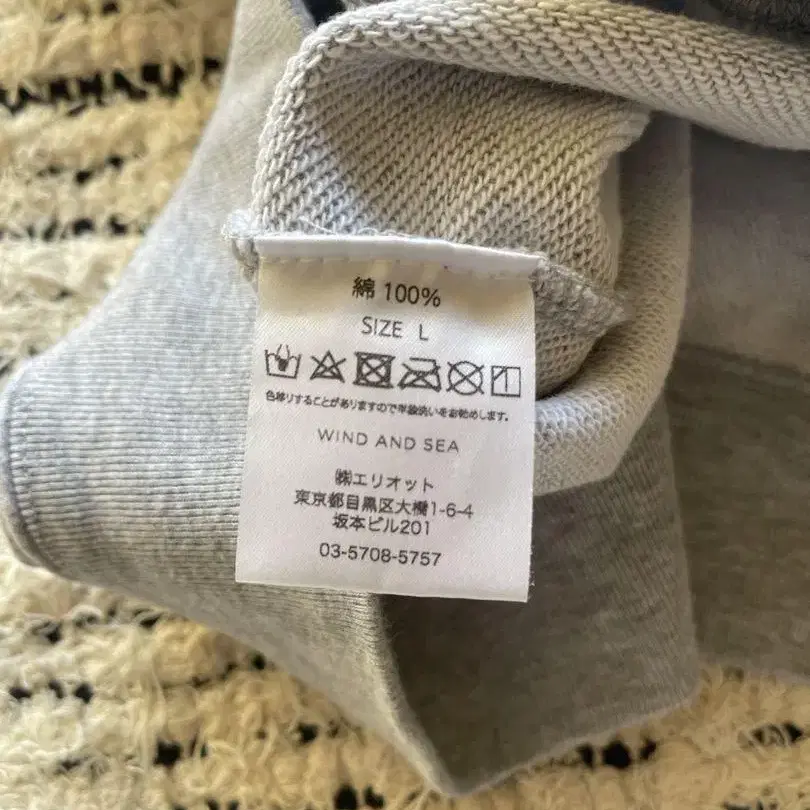 綿 100%
SIZE L
色移りすることがありますので単独洗いをお勧めします。
WIND AND SEA
㈱エリオット
東京都目黒区大橋1-6-4
坂本ビル201
03-5708-5757